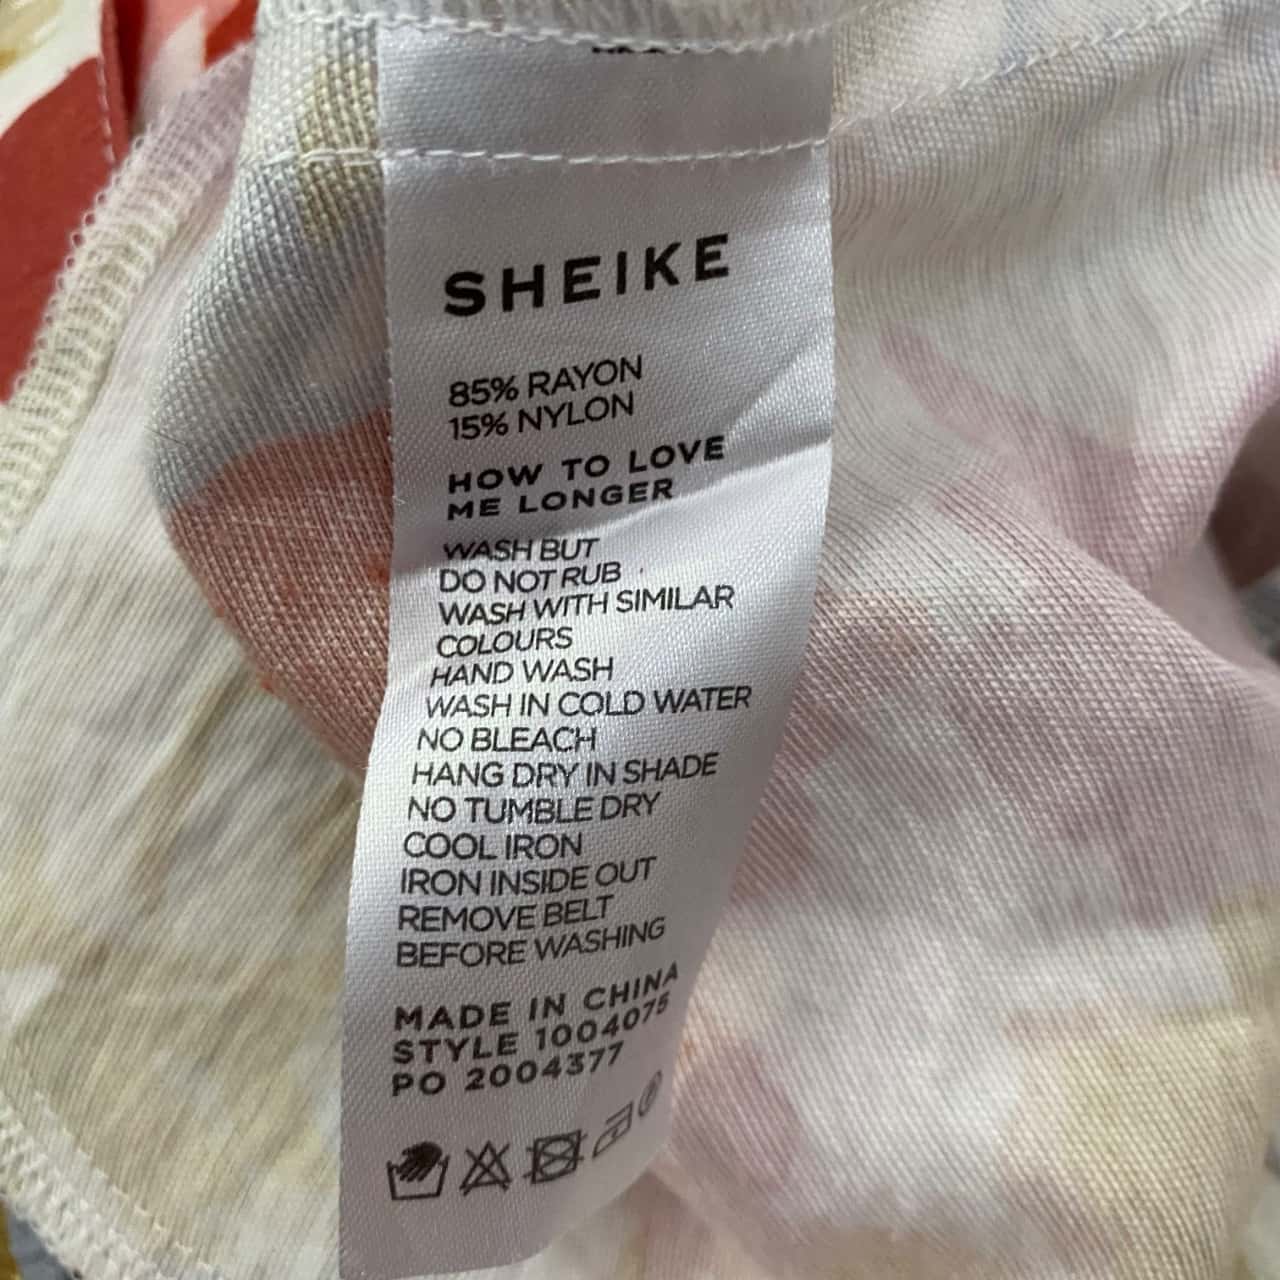 SHEIKE
85% RAYON
15% NYLON
HOW TO LOVE
ME LONGER
WASH BUT
DO NOT RUB
WASH WITH SIMILAR
COLOURS
HAND WASH
WASH IN COLD WATER
NO BLEACH
HANG DRY IN SHADE
NO TUMBLE DRY
COOL IRON
IRON INSIDE OUT
REMOVE BELT
BEFORE WASHING
MADE IN CHINA
STYLE 1004075
PO 2004377